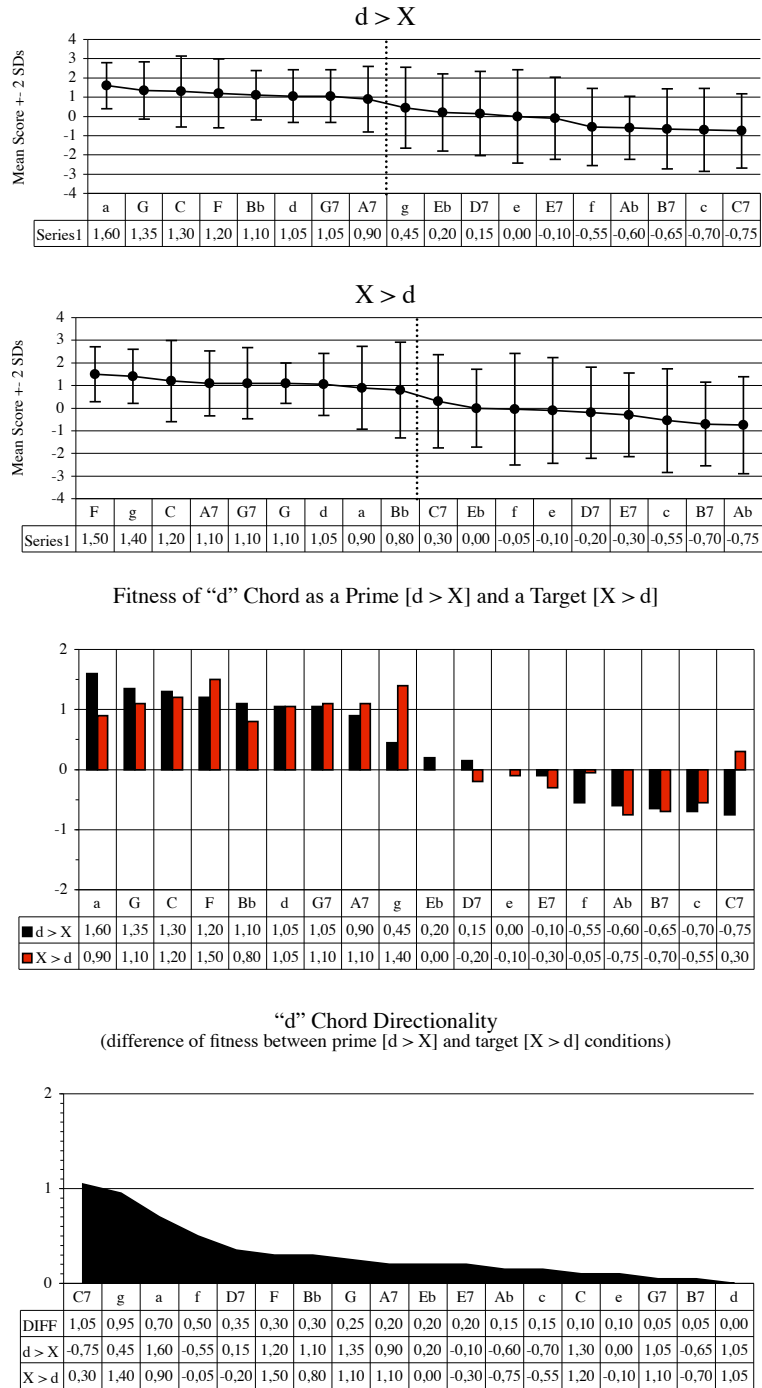 d > X
Mean Score +- 2 SDs
4
3
2
1
0
-1
-2
-3
-4
a G C F Bb d G7 A7 g Eb D7 e E7 f Ab B7 c C7
Series1 1,60 1,35 1,30 1,20 1,10 1,05 1,05 0,90 0,45 0,20 0,15 0,00 -0,10 -0,55 -0,60 -0,65 -0,70 -0,75
X > d
Mean Score +- 2 SDs
4
3
2
1
0
-1
-2
-3
-4
F g C A7 G7 G d a Bb C7 Eb f e D7 E7 c B7 Ab
Series1 1,50 1,40 1,20 1,10 1,10 1,10 1,05 0,90 0,80 0,30 0,00 -0,05 -0,10 -0,20 -0,30 -0,55 -0,70 -0,75
Fitness of “d” Chord as a Prime [d > X] and a Target [X > d]
2
1
0
-1
-2
a G C F Bb d G7 A7 g Eb D7 e E7 f Ab B7 c C7
d > X 1,60 1,35 1,30 1,20 1,10 1,05 1,05 0,90 0,45 0,20 0,15 0,00 -0,10 -0,55 -0,60 -0,65 -0,70 -0,75
X > d 0,90 1,10 1,20 1,50 0,80 1,05 1,10 1,10 1,40 0,00 -0,20 -0,10 -0,30 -0,05 -0,75 -0,70 -0,55 0,30
“d” Chord Directionality
(difference of fitness between prime [d > X] and target [X > d] conditions)
2
1
0
C7 g a f D7 F Bb G A7 Eb E7 Ab c C e G7 B7 d
DIFF 1,05 0,95 0,70 0,50 0,35 0,30 0,30 0,25 0,20 0,20 0,20 0,15 0,15 0,10 0,10 0,05 0,05 0,00
d > X -0,75 0,45 1,60 -0,55 0,15 1,20 1,10 1,35 0,90 0,20 -0,10 -0,60 -0,70 1,30 0,00 1,05 -0,65 1,05
X > d 0,30 1,40 0,90 -0,05 -0,20 1,50 0,80 1,10 1,10 0,00 -0,30 -0,75 -0,55 1,20 -0,10 1,10 -0,70 1,05